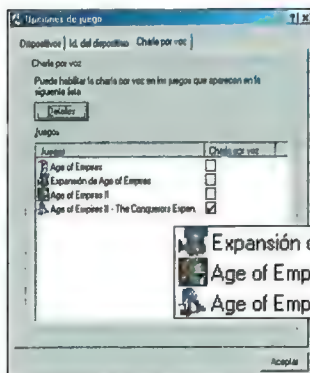 Opciones de juego
Dispositivos Id. del dispositivo Charla por voz
Charla por voz
Puede habilitar la charla por voz en los juegos que aparecen en la
siguiente lista
Detalles
Juegos
Juegos Charla por voz
Age of Empires
Expansión de Age of Empires
Age of Empires II
Age of Empires II - The Conquerors Expan.
Expansión
Age of Emp
Age of Emp
Aceptar